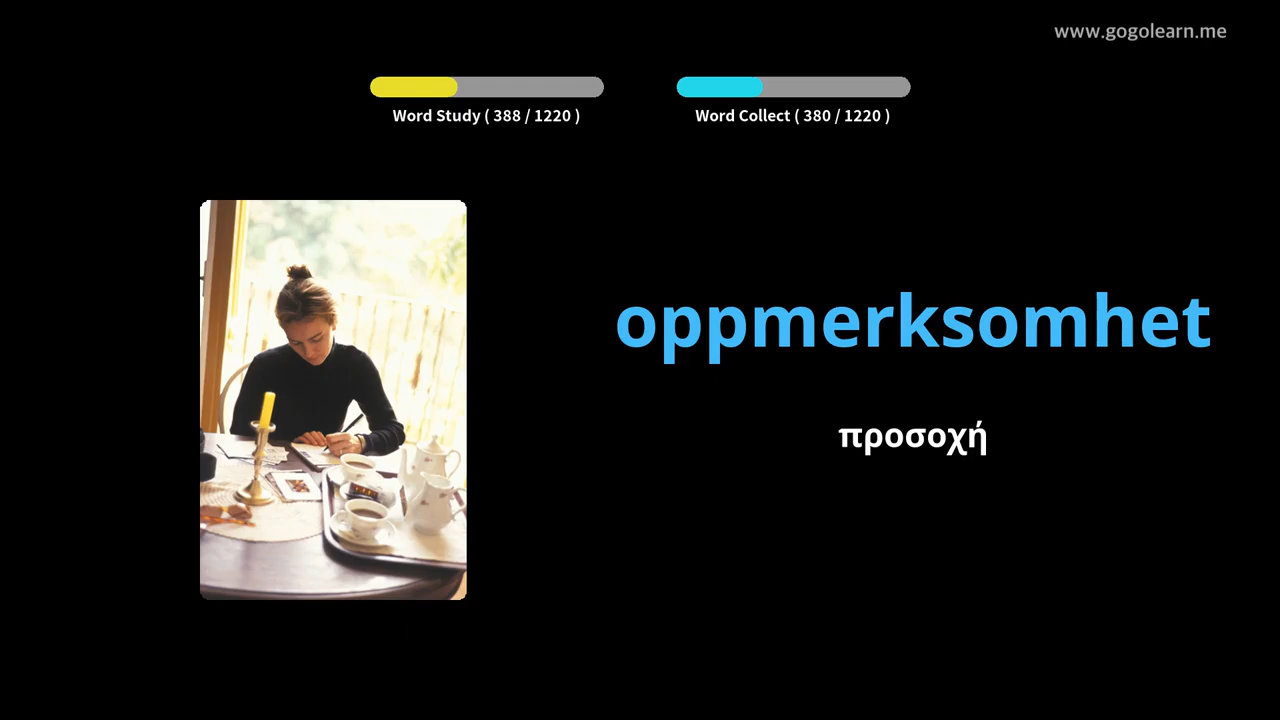 www.gogolearn.me
Word Study ( 388 / 1220 )
Word Collect ( 380 / 1220 )
oppmerksomhet
προσοχή